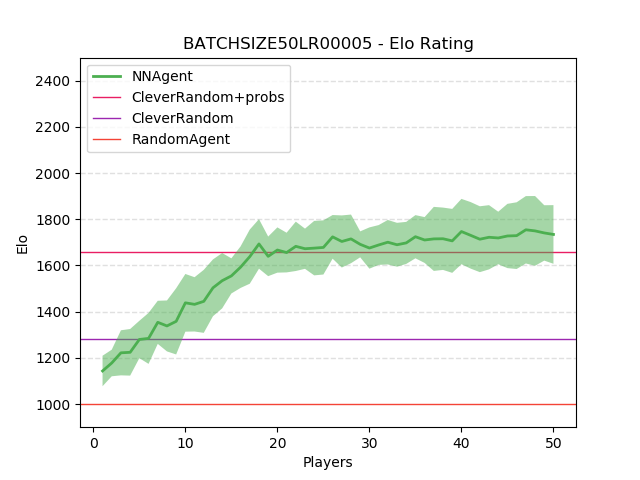 BATCHSIZE50LR00005 - Elo Rating
NNAgent
CleverRandom+probs
CleverRandom
RandomAgent
2400
2200
2000
1800
1600
1400
1200
1000
Elo
0 10 20 30 40 50
Players